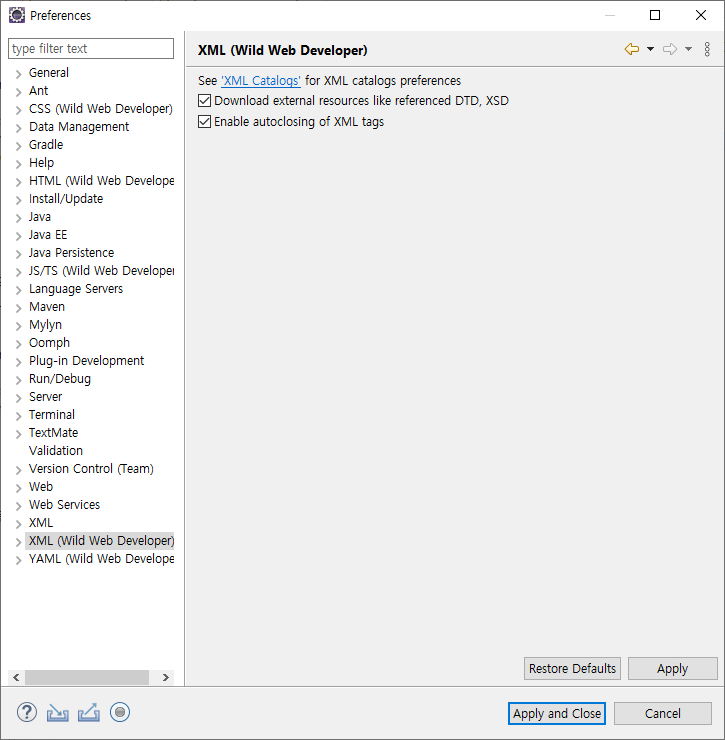 Preferences
type filter text
General
Ant
CSS (Wild Web Developer)
Data Management
Gradle
Help
HTML (Wild Web Develope
Install/Update
Java
Java EE
Java Persistence
JS/TS (Wild Web Developer
Language Servers
Maven
Mylyn
Oomph
Plug-in Development
Run/Debug
Server
Terminal
TextMate
Validation
Version Control (Team)
Web
Web Services
XML
XML (Wild Web Developer)
YAML (Wild Web Develope
XML (Wild Web Developer)
See 'XML Catalogs' for XML catalogs preferences
Download external resources like referenced DTD, XSD
Enable autoclosing of XML tags
Restore Defaults
Apply
Apply and Close
Cancel